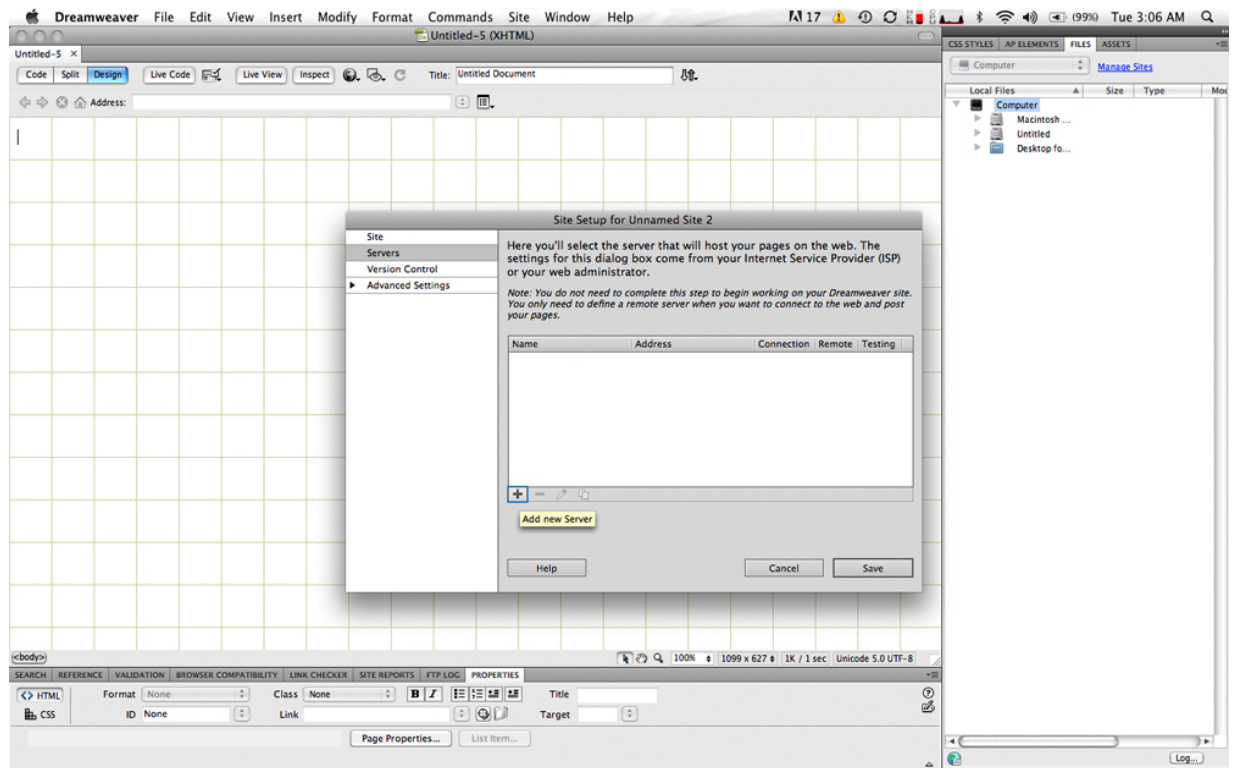 Dreamweaver File Edit View Insert Modify Format Commands Site Window Help 17 (99%) Tue 3:06 AM
Untitled-5 (XHTML)
Untitled-5 ×
Code Split Design Live Code Live View Inspect Title: Untitled Document
Address:
CSS STYLES AP ELEMENTS FILES ASSETS
Computer Manage Sites
Local Files Size Type Mo
Computer
Macintosh ...
Untitled
Desktop fo...
Site Setup for Unnamed Site 2
Site
Servers
Version Control
Advanced Settings
Here you'll select the server that will host your pages on the web. The
settings for this dialog box come from your Internet Service Provider (ISP)
or your web administrator.
Note: You do not need to complete this step to begin working on your Dreamweaver site.
You only need to define a remote server when you want to connect to the web and post
your pages.
Name Address Connection Remote Testing
Add new Server
Help Cancel Save
<body> 100% 1099 x 627 1K / 1 sec Unicode 5.0 UTF-8
SEARCH REFERENCE VALIDATION BROWSER COMPATIBILITY LINK CHECKER SITE REPORTS FTP LOG PROPERTIES
<> HTML Format None Class None B I Title
CSS ID None Link Target
Page Properties... List Item...
Log...